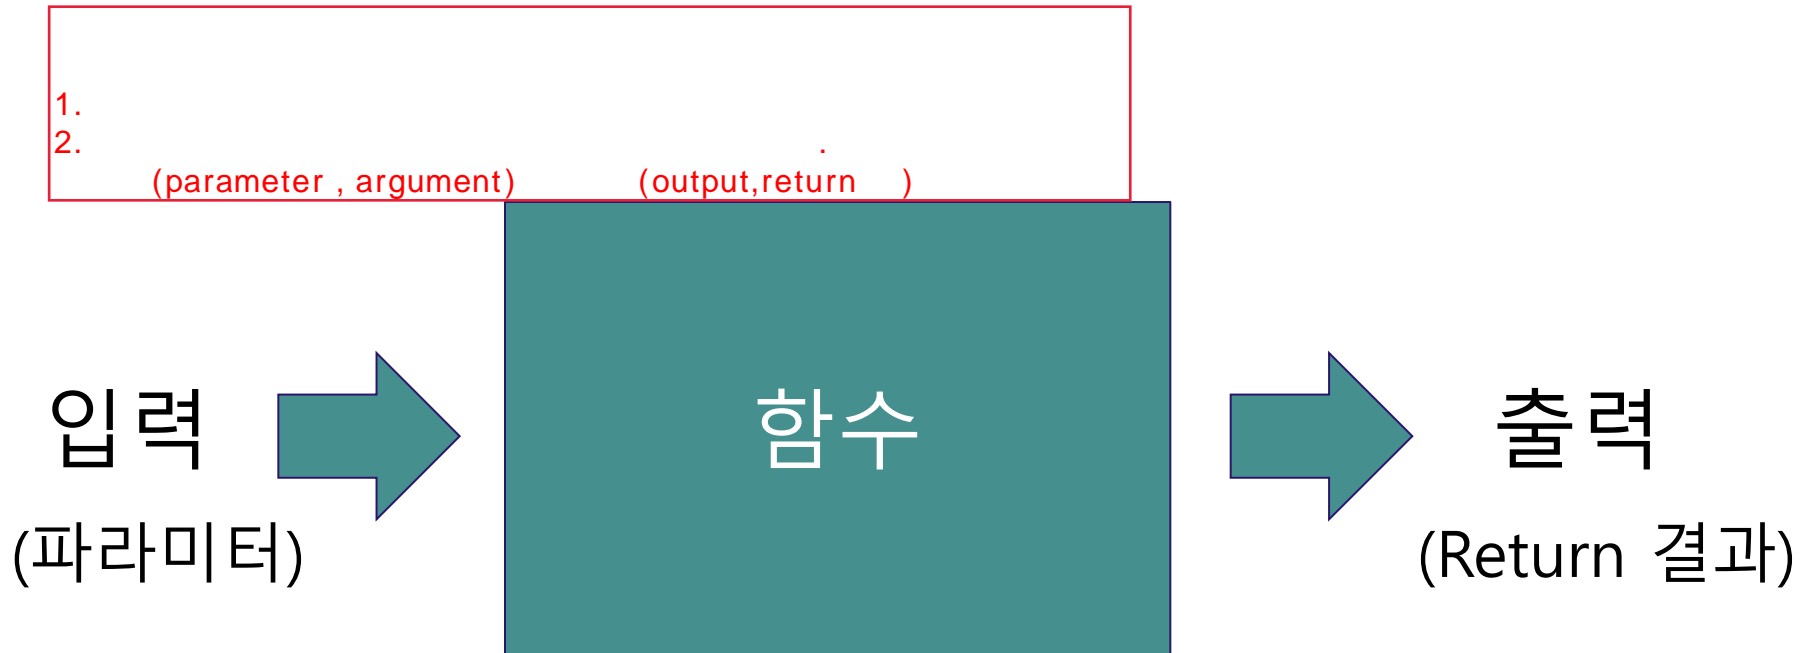 1.
2. .
(parameter , argument) (output,return )
입력
함수
출력
(파라미터)
(Return 결과)